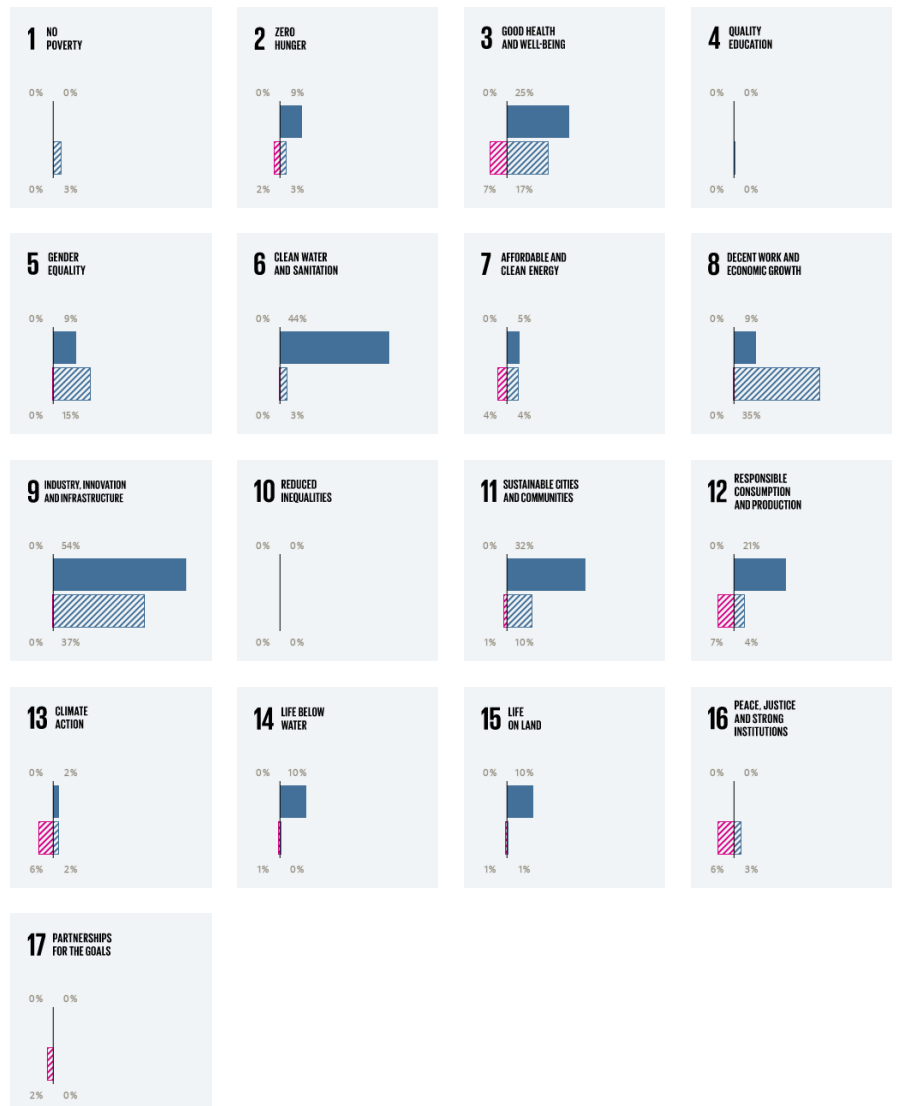 1 NO
POVERTY
0% 0%
0% 3%
2 ZERO
HUNGER
0% 9%
2% 3%
3 GOOD HEALTH
AND WELL-BEING
0% 25%
7% 17%
4 QUALITY
EDUCATION
0% 0%
0% 0%
5 GENDER
EQUALITY
0% 9%
0% 15%
6 CLEAN WATER
AND SANITATION
0% 44%
0% 3%
7 AFFORDABLE AND
CLEAN ENERGY
0% 5%
4% 4%
8 DECENT WORK AND
ECONOMIC GROWTH
0% 9%
0% 35%
9 INDUSTRY, INNOVATION
AND INFRASTRUCTURE
0% 54%
0% 37%
10 REDUCED
INEQUALITIES
0% 0%
0% 0%
11 SUSTAINABLE CITIES
AND COMMUNITIES
0% 32%
1% 10%
12 RESPONSIBLE
CONSUMPTION
AND PRODUCTION
0% 21%
7% 4%
13 CLIMATE
ACTION
0% 2%
6% 2%
14 LIFE BELOW
WATER
0% 10%
1% 0%
15 LIFE
ON LAND
0% 10%
1% 1%
16 PEACE, JUSTICE
AND STRONG
INSTITUTIONS
0% 0%
6% 3%
17 PARTNERSHIPS
FOR THE GOALS
0% 0%
2% 0%